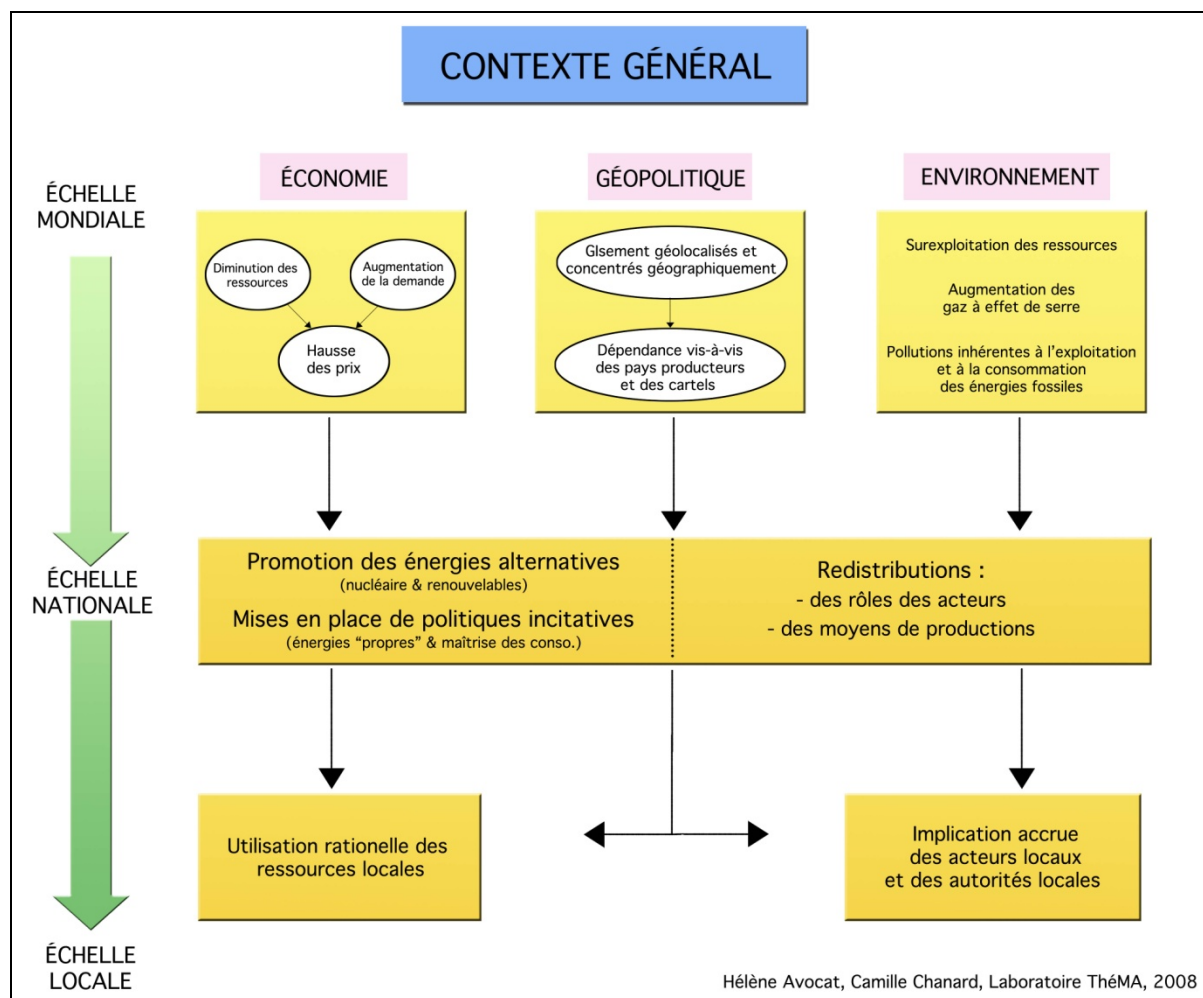 CONTEXTE GÉNÉRAL
ÉCHELLE
MONDIALE
ÉCONOMIE
GÉOPOLITIQUE
ENVIRONNEMENT
Diminution des
ressources
Augmentation
de la demande
Hausse
des prix
GIsement géolocalisés et
concentrés géographiquement
Dépendance vis-à-vis
des pays producteurs
et des cartels
Surexploitation des ressources
Augmentation des
gaz à effet de serre
Pollutions inhérentes à l'exploitation
et à la consommation
des énergies fossiles
ÉCHELLE
NATIONALE
Promotion des énergies alternatives
(nucléaire & renouvelables)
Mises en place de politiques incitatives
(énergies “propres” & maîtrise des conso.)
Redistributions :
- des rôles des acteurs
- des moyens de productions
Utilisation rationelle des
ressources locales
Implication accrue
des acteurs locaux
et des autorités locales
ÉCHELLE
LOCALE
Hélène Avocat, Camille Chanard, Laboratoire ThéMA, 2008